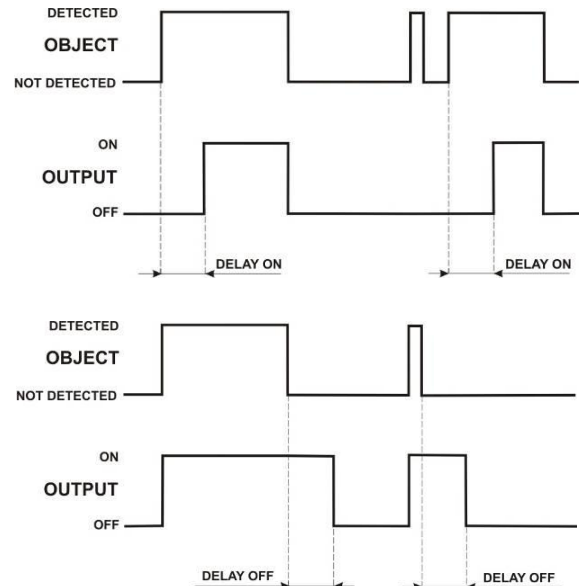 DETECTED
OBJECT
NOT DETECTED
ON
OUTPUT
OFF
DELAY ON
DELAY ON
DETECTED
OBJECT
NOT DETECTED
ON
OUTPUT
OFF
DELAY OFF
DELAY OFF